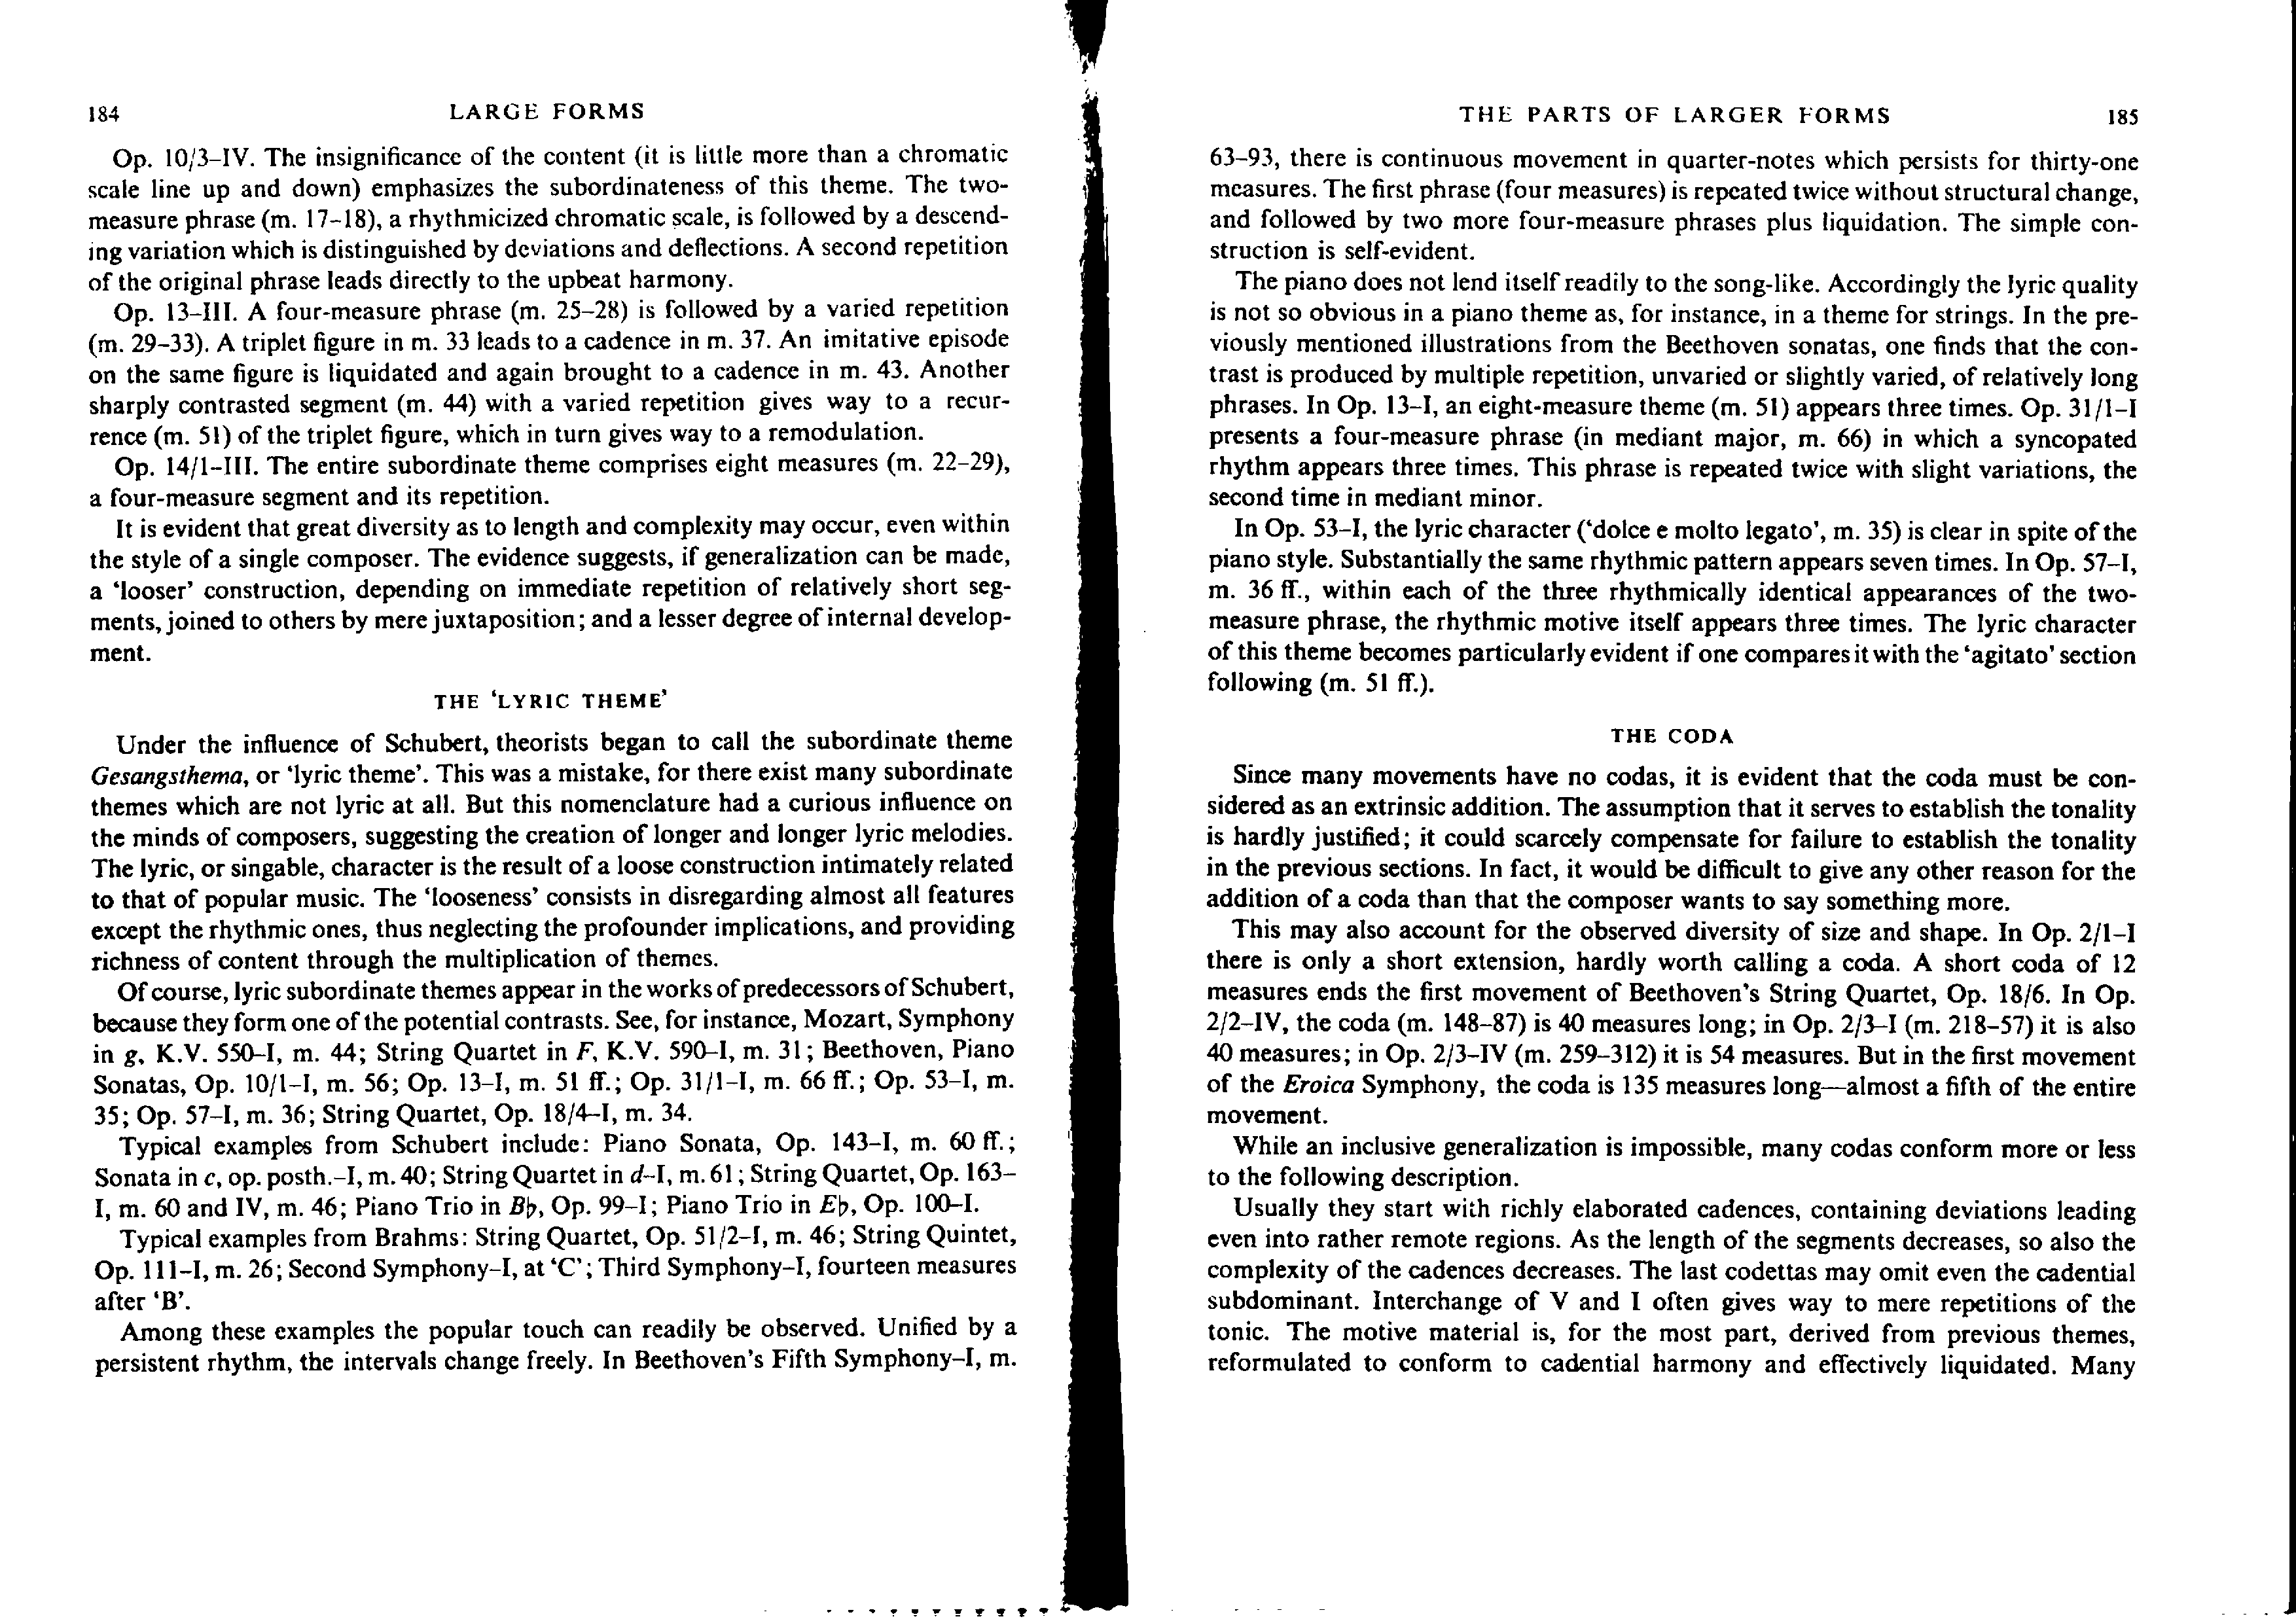 184
LARGE FORMS
Op. 10/3–IV. The insignificance of the content (it is little more than a chromatic
scale line up and down) emphasizes the subordinateness of this theme. The two-
measure phrase (m. 17–18), a rhythmicized chromatic scale, is followed by a descend-
ing variation which is distinguished by deviations and deflections. A second repetition
of the original phrase leads directly to the upbeat harmony.
Op. 13–III. A four-measure phrase (m. 25–28) is followed by a varied repetition
(m. 29–33). A triplet figure in m. 33 leads to a cadence in m. 37. An imitative episode
on the same figure is liquidated and again brought to a cadence in m. 43. Another
sharply contrasted segment (m. 44) with a varied repetition gives way to a recur-
rence (m. 51) of the triplet figure, which in turn gives way to a remodulation.
Op. 14/1–III. The entire subordinate theme comprises eight measures (m. 22–29),
a four-measure segment and its repetition.
It is evident that great diversity as to length and complexity may occur, even within
the style of a single composer. The evidence suggests, if generalization can be made,
a ‘looser’ construction, depending on immediate repetition of relatively short seg-
ments, joined to others by mere juxtaposition; and a lesser degree of internal develop-
ment.
THE ‘LYRIC THEME’
Under the influence of Schubert, theorists began to call the subordinate theme
Gesangsthema, or ‘lyric theme’. This was a mistake, for there exist many subordinate
themes which are not lyric at all. But this nomenclature had a curious influence on
the minds of composers, suggesting the creation of longer and longer lyric melodies.
The lyric, or singable, character is the result of a loose construction intimately related
to that of popular music. The ‘looseness’ consists in disregarding almost all features
except the rhythmic ones, thus neglecting the profounder implications, and providing
richness of content through the multiplication of themes.
Of course, lyric subordinate themes appear in the works of predecessors of Schubert,
because they form one of the potential contrasts. See, for instance, Mozart, Symphony
in g, K.V. 550–I, m. 44; String Quartet in F, K.V. 590–I, m. 31; Beethoven, Piano
Sonatas, Op. 10/1–I, m. 56; Op. 13–I, m. 51 ff.; Op. 31/1–I, m. 66 ff.; Op. 53–I, m.
35; Op. 57–I, m. 36; String Quartet, Op. 18/4–I, m. 34.
Typical examples from Schubert include: Piano Sonata, Op. 143–I, m. 60 ff.;
Sonata in c, op. posth.–I, m. 40; String Quartet in d–I, m. 61; String Quartet, Op. 163–
I, m. 60 and IV, m. 46; Piano Trio in B♭, Op. 99–I; Piano Trio in E♭, Op. 100–I.
Typical examples from Brahms: String Quartet, Op. 51/2–I, m. 46; String Quintet,
Op. 111–I, m. 26; Second Symphony–I, at ‘C’; Third Symphony–I, fourteen measures
after ‘B’.
Among these examples the popular touch can readily be observed. Unified by a
persistent rhythm, the intervals change freely. In Beethoven's Fifth Symphony–I, m.
THE PARTS OF LARGER FORMS
185
63–93, there is continuous movement in quarter-notes which persists for thirty-one
measures. The first phrase (four measures) is repeated twice without structural change,
and followed by two more four-measure phrases plus liquidation. The simple con-
struction is self-evident.
The piano does not lend itself readily to the song-like. Accordingly the lyric quality
is not so obvious in a piano theme as, for instance, in a theme for strings. In the pre-
viously mentioned illustrations from the Beethoven sonatas, one finds that the con-
trast is produced by multiple repetition, unvaried or slightly varied, of relatively long
phrases. In Op. 13–I, an eight-measure theme (m. 51) appears three times. Op. 31/1–I
presents a four-measure phrase (in mediant major, m. 66) in which a syncopated
rhythm appears three times. This phrase is repeated twice with slight variations, the
second time in mediant minor.
In Op. 53–I, the lyric character (‘dolce e molto legato’, m. 35) is clear in spite of the
piano style. Substantially the same rhythmic pattern appears seven times. In Op. 57–I,
m. 36 ff., within each of the three rhythmically identical appearances of the two-
measure phrase, the rhythmic motive itself appears three times. The lyric character
of this theme becomes particularly evident if one compares it with the ‘agitato’ section
following (m. 51 ff.).
THE CODA
Since many movements have no codas, it is evident that the coda must be con-
sidered as an extrinsic addition. The assumption that it serves to establish the tonality
is hardly justified; it could scarcely compensate for failure to establish the tonality
in the previous sections. In fact, it would be difficult to give any other reason for the
addition of a coda than that the composer wants to say something more.
This may also account for the observed diversity of size and shape. In Op. 2/1–I
there is only a short extension, hardly worth calling a coda. A short coda of 12
measures ends the first movement of Beethoven's String Quartet, Op. 18/6. In Op.
2/2–IV, the coda (m. 148–87) is 40 measures long; in Op. 2/3–I (m. 218–57) it is also
40 measures; in Op. 2/3–IV (m. 259–312) it is 54 measures. But in the first movement
of the Eroica Symphony, the coda is 135 measures long—almost a fifth of the entire
movement.
While an inclusive generalization is impossible, many codas conform more or less
to the following description.
Usually they start with richly elaborated cadences, containing deviations leading
even into rather remote regions. As the length of the segments decreases, so also the
complexity of the cadences decreases. The last codettas may omit even the cadential
subdominant. Interchange of V and I often gives way to mere repetitions of the
tonic. The motive material is, for the most part, derived from previous themes,
reformulated to conform to cadential harmony and effectively liquidated. Many